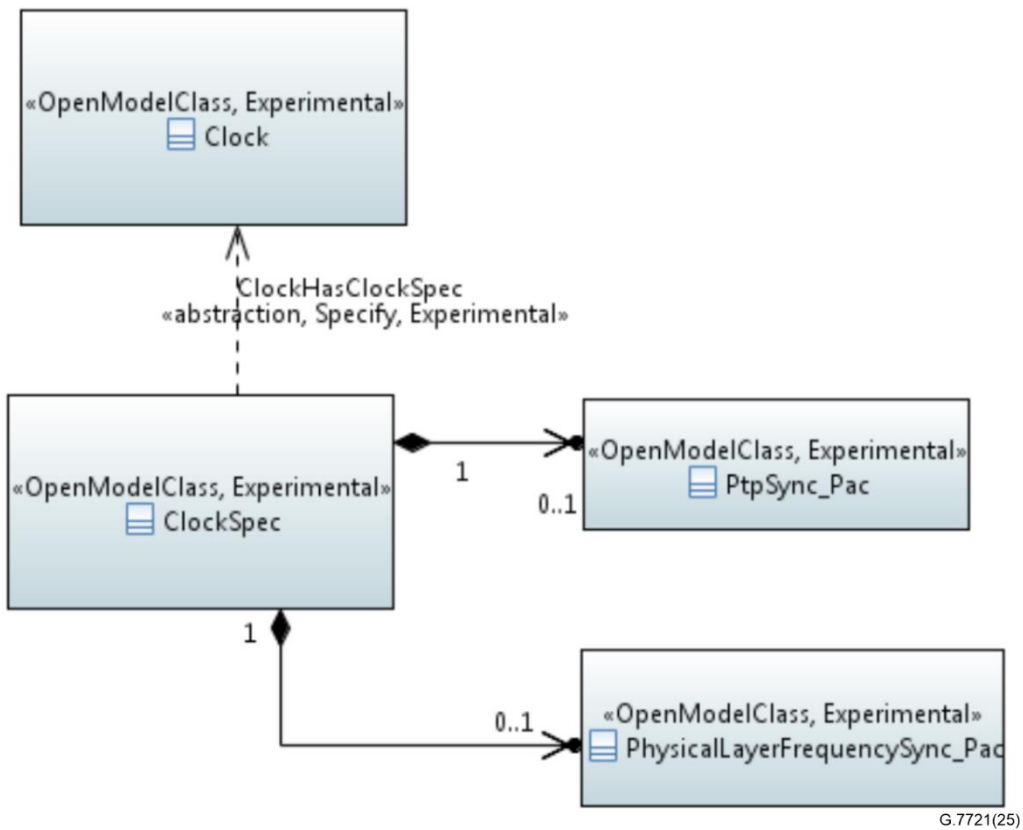 «OpenModelClass, Experimental»
Clock
ClockHasClockSpec
«abstraction, Specify, Experimental»
«OpenModelClass, Experimental»
ClockSpec
1
0..1
«OpenModelClass, Experimental»
PtpSync_Pac
1
0..1
«OpenModelClass, Experimental»
PhysicalLayerFrequencySync_Pac
G.7721(25)